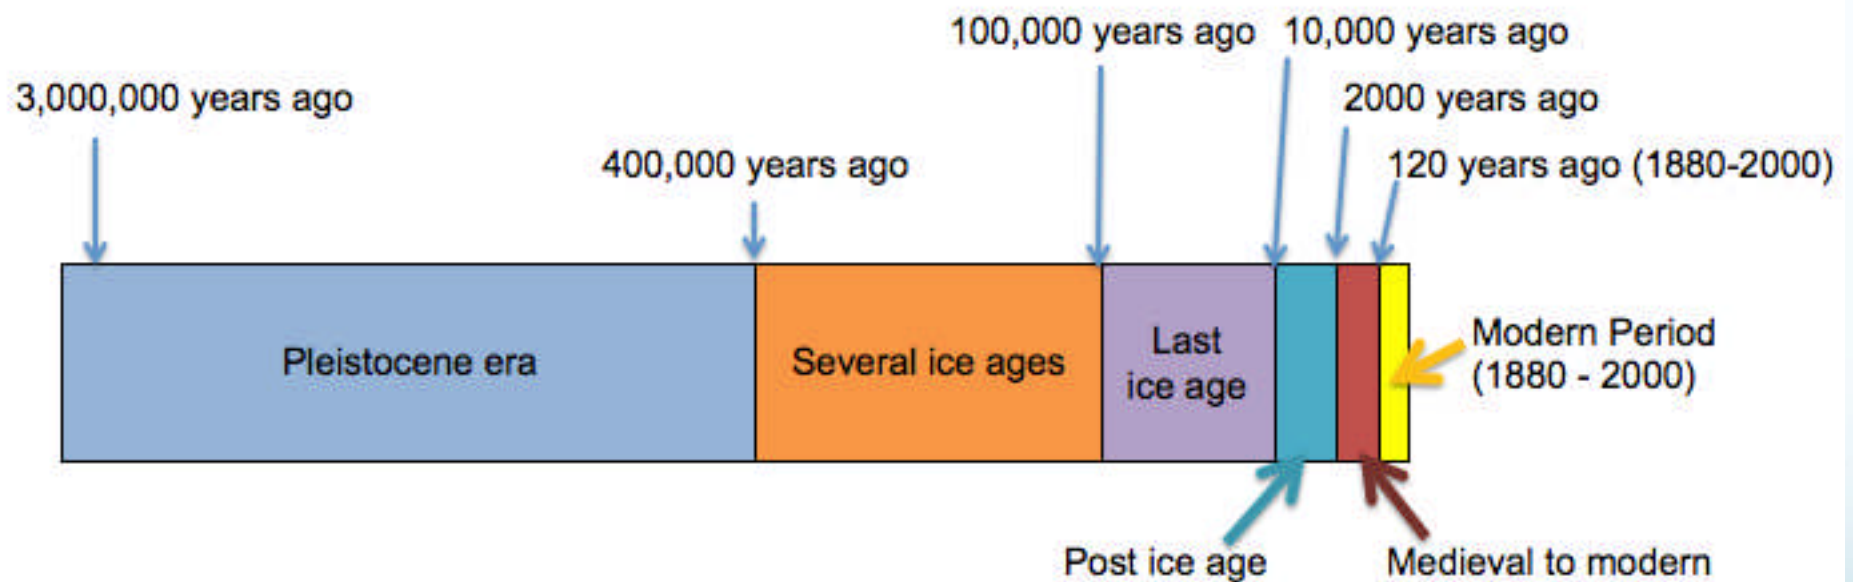 100,000 years ago
10,000 years ago
3,000,000 years ago
2000 years ago
400,000 years ago
120 years ago (1880-2000)
Pleistocene era
Several ice ages
Last
ice age
Modern Period
(1880 - 2000)
Post ice age
Medieval to modern